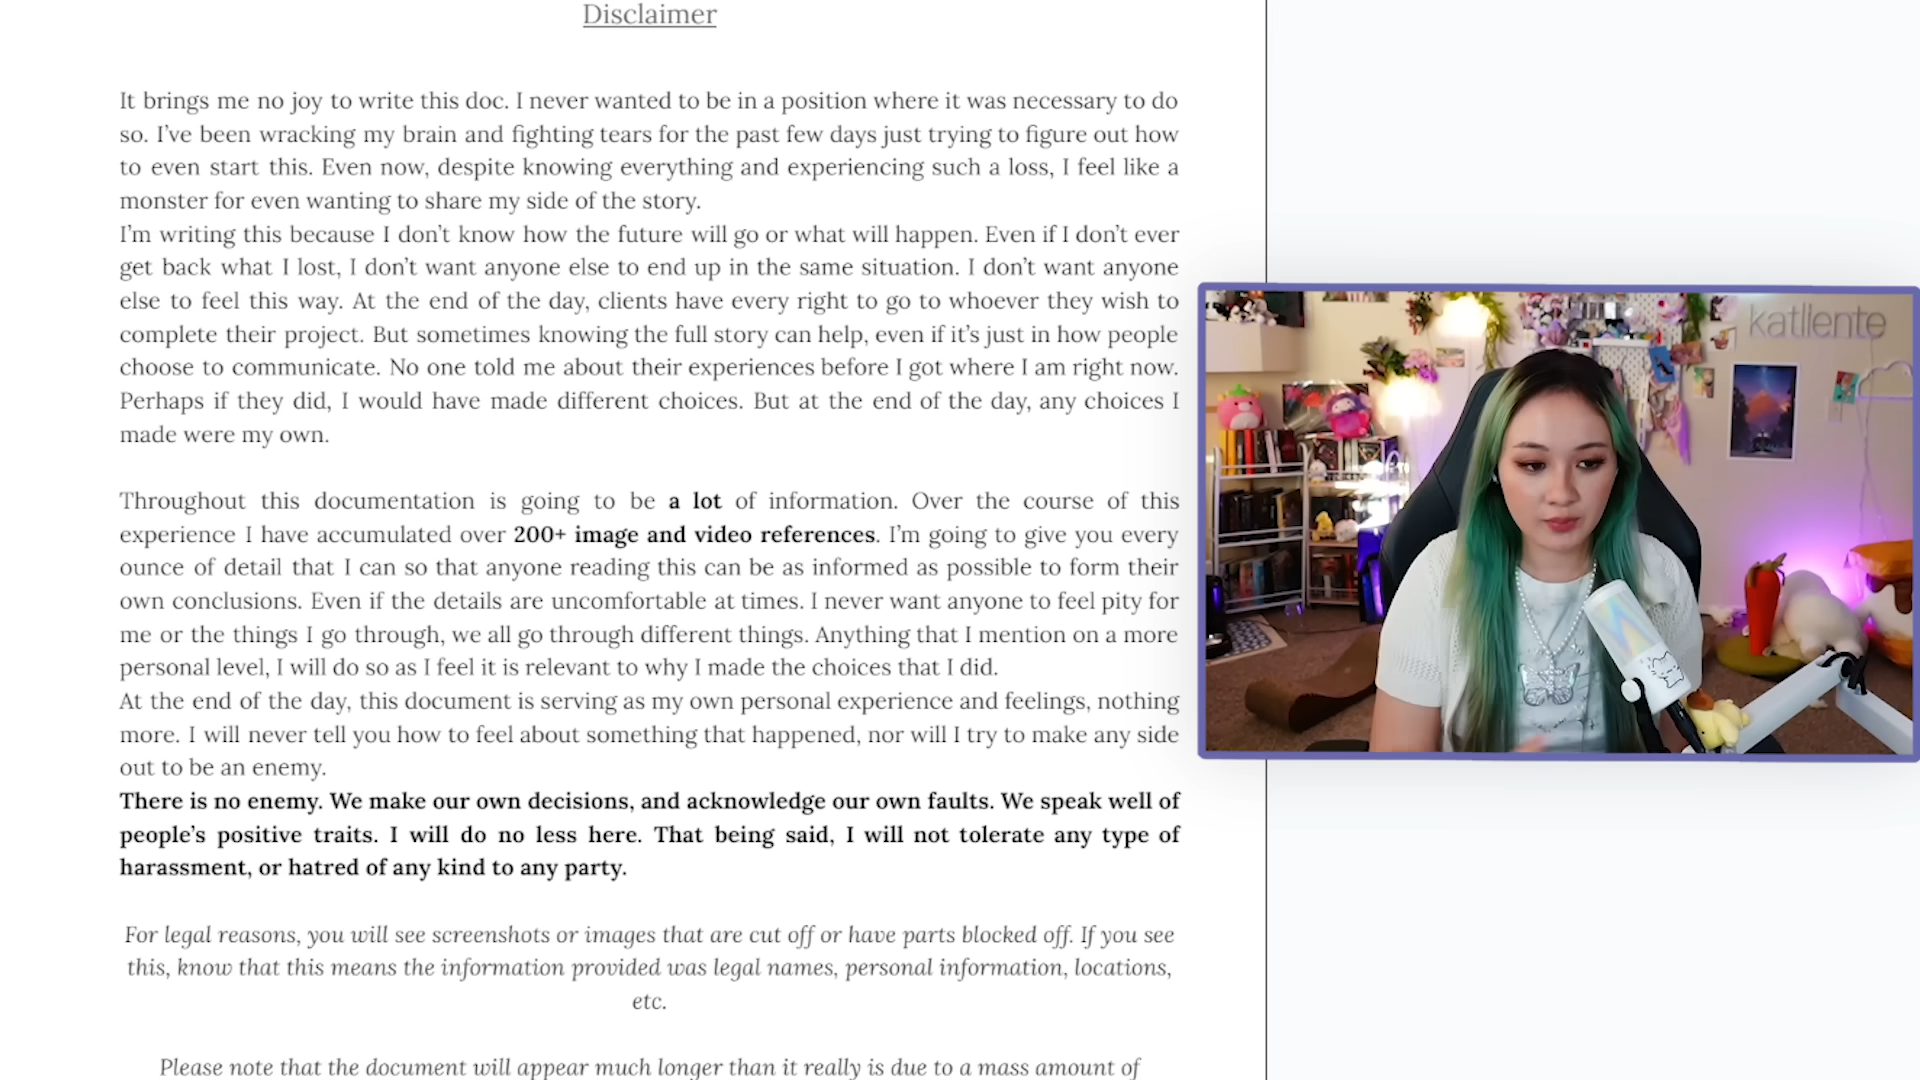 Disclaimer
It brings me no joy to write this doc. I never wanted to be in a position where it was necessary to do
so. I’ve been wracking my brain and fighting tears for the past few days just trying to figure out how
to even start this. Even now, despite knowing everything and experiencing such a loss, I feel like a
monster for even wanting to share my side of the story.
I’m writing this because I don’t know how the future will go or what will happen. Even if I don’t ever
get back what I lost, I don’t want anyone else to end up in the same situation. I don’t want anyone
else to feel this way. At the end of the day, clients have every right to go to whoever they wish to
complete their project. But sometimes knowing the full story can help, even if it’s just in how people
choose to communicate. No one told me about their experiences before I got where I am right now.
Perhaps if they did, I would have made different choices. But at the end of the day, any choices I
made were my own.
Throughout this documentation is going to be a lot of information. Over the course of this
experience I have accumulated over 200+ image and video references. I’m going to give you every
ounce of detail that I can so that anyone reading this can be as informed as possible to form their
own conclusions. Even if the details are uncomfortable at times. I never want anyone to feel pity for
me or the things I go through, we all go through different things. Anything that I mention on a more
personal level, I will do so as I feel it is relevant to why I made the choices that I did.
At the end of the day, this document is serving as my own personal experience and feelings, nothing
more. I will never tell you how to feel about something that happened, nor will I try to make any side
out to be an enemy.
There is no enemy. We make our own decisions, and acknowledge our own faults. We speak well of
people’s positive traits. I will do no less here. That being said, I will not tolerate any type of
harassment, or hatred of any kind to any party.
For legal reasons, you will see screenshots or images that are cut off or have parts blocked off. If you see
this, know that this means the information provided was legal names, personal information, locations,
etc.
Please note that the document will appear much longer than it really is due to a mass amount of
katllente